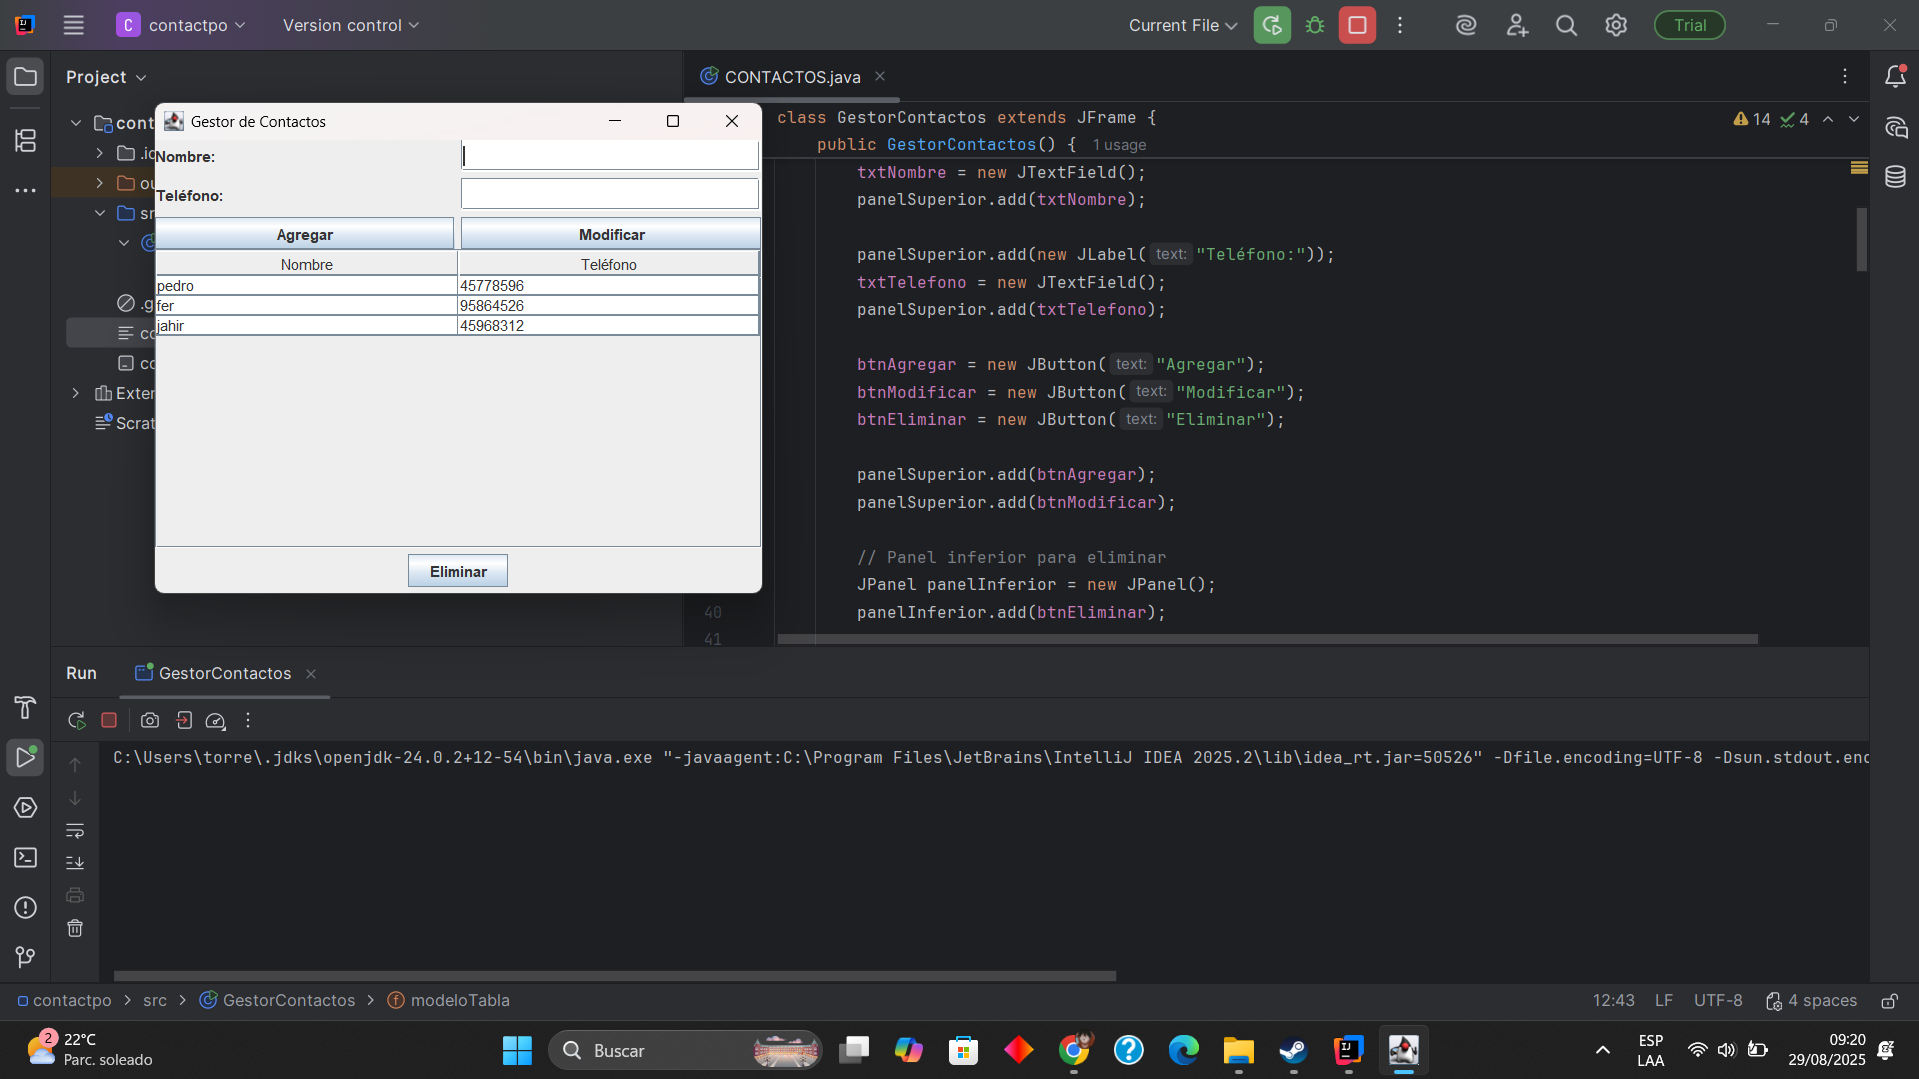 C contactpo Version control Current File Trial
Project
CONTACTOS.java
cont
.ic
ou
sr
.g
co
co
Exter
Scrat
Gestor de Contactos
Nombre:
Teléfono:
Agregar Modificar
Nombre Teléfono
pedro 45778596
fer 95864526
jahir 45968312
Eliminar
class GestorContactos extends JFrame { 14 4
public GestorContactos() { 1 usage
txtNombre = new JTextField();
panelSuperior.add(txtNombre);
panelSuperior.add(new JLabel( text: "Teléfono:"));
txtTelefono = new JTextField();
panelSuperior.add(txtTelefono);
btnAgregar = new JButton( text: "Agregar");
btnModificar = new JButton( text: "Modificar");
btnEliminar = new JButton( text: "Eliminar");
panelSuperior.add(btnAgregar);
panelSuperior.add(btnModificar);
// Panel inferior para eliminar
JPanel panelInferior = new JPanel();
40 panelInferior.add(btnEliminar);
41
Run GestorContactos
C:\Users\torre\.jdks\openjdk-24.0.2+12-54\bin\java.exe "-javaagent:C:\Program Files\JetBrains\IntelliJ IDEA 2025.2\lib\idea_rt.jar=50526" -Dfile.encoding=UTF-8 -Dsun.stdout.enc
contactpo > src > GestorContactos > modeloTabla 12:43 LF UTF-8 4 spaces
2 22°C
Parc. soleado
Buscar
ESP
LAA
09:20
29/08/2025